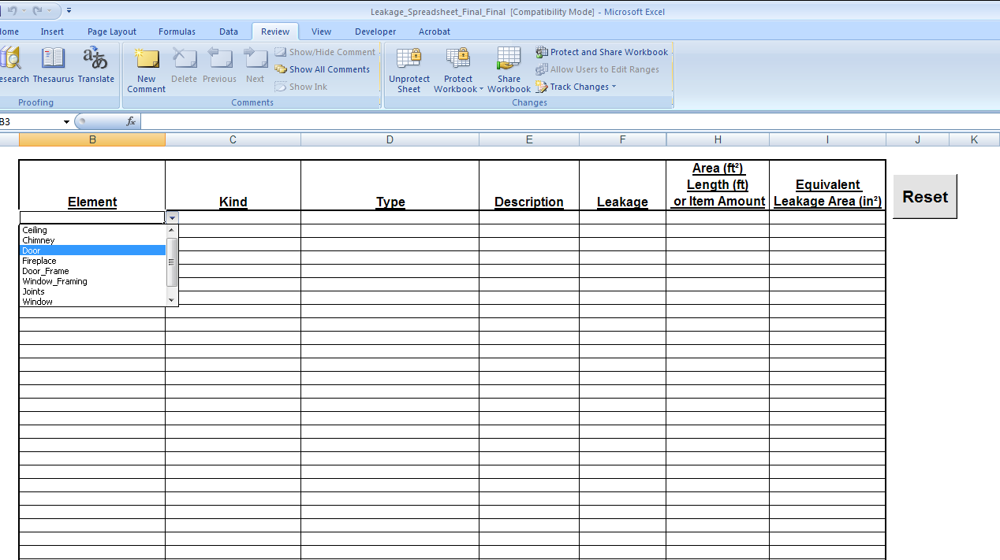 Leakage_Spreadsheet_Final_Final [Compatibility Mode] - Microsoft Excel
ome Insert Page Layout Formulas Data Review View Developer Acrobat
esearch Thesaurus Translate
Proofing
New Comment Delete Previous Next
Show/Hide Comment
Show All Comments
Show Ink
Comments
Unprotect Sheet Protect Workbook Share Workbook
Protect and Share Workbook
Allow Users to Edit Ranges
Track Changes
Changes
B3 fx
B C D E F H I J K
Element Kind Type Description Leakage
Area (ft²)
Length (ft)
or Item Amount
Equivalent
Leakage Area (in²)
Reset
Ceiling
Chimney
Door
Fireplace
Door_Frame
Window_Framing
Joints
Window